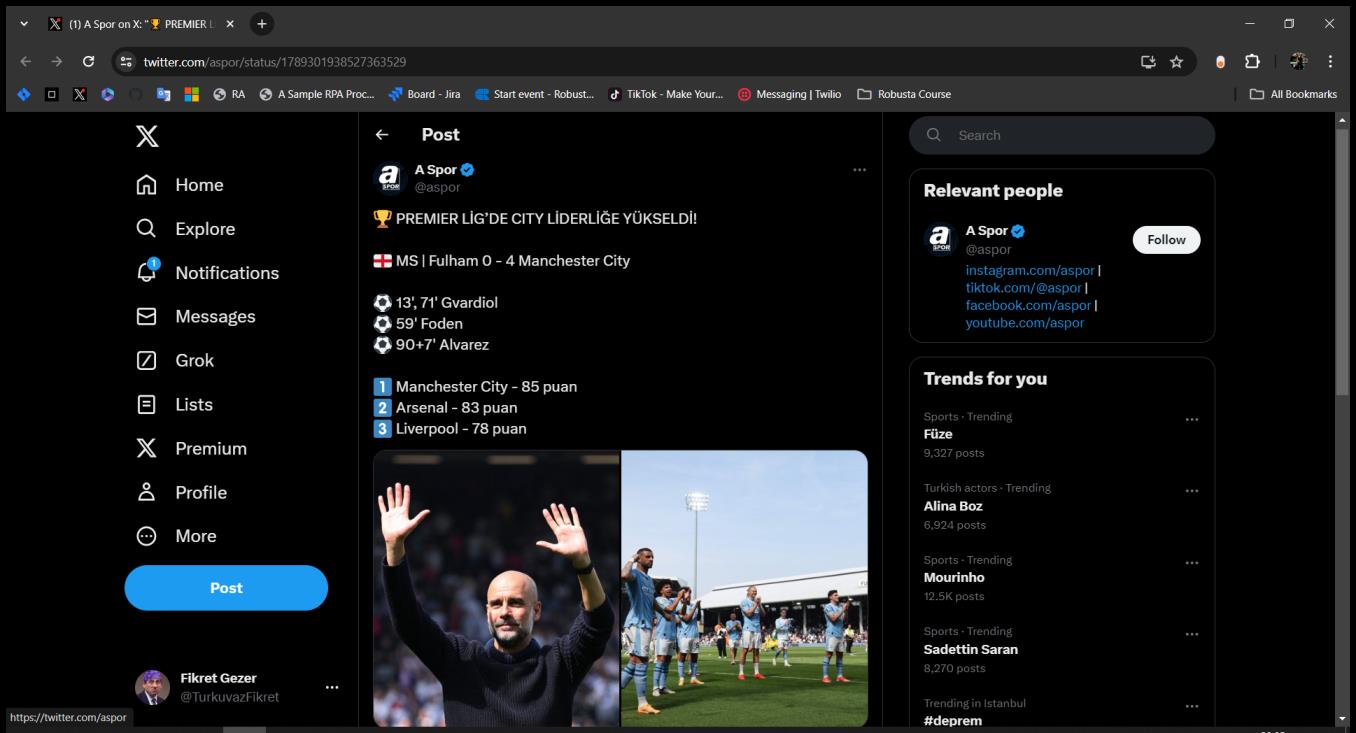 (1) A Spor on X: "🏆 PREMIER L
twitter.com/aspor/status/1789301938527363529
RA
A Sample RPA Proc...
Board - Jira
Start event - Robust...
TikTok - Make Your...
Messaging | Twilio
Robusta Course
All Bookmarks
Home
Explore
1
Notifications
Messages
Grok
Lists
Premium
Profile
More
Post
Fikret Gezer
@TurkuvazFikret
https://twitter.com/aspor
Post
A Spor
@aspor
🏆 PREMIER LİG'DE CITY LİDERLİĞE YÜKSELDİ!
🏴󠁧󠁢󠁥󠁮󠁧󠁿 MS | Fulham 0 - 4 Manchester City
⚽ 13', 71' Gvardiol
⚽ 59' Foden
⚽ 90+7' Alvarez
1️⃣ Manchester City - 85 puan
2️⃣ Arsenal - 83 puan
3️⃣ Liverpool - 78 puan
Search
Relevant people
A Spor
@aspor
Follow
instagram.com/aspor |
tiktok.com/@aspor |
facebook.com/aspor |
youtube.com/aspor
Trends for you
Sports · Trending
Füze
9,327 posts
Turkish actors · Trending
Alina Boz
6,924 posts
Sports · Trending
Mourinho
12.5K posts
Sports · Trending
Sadettin Saran
8,270 posts
Trending in Istanbul
#deprem